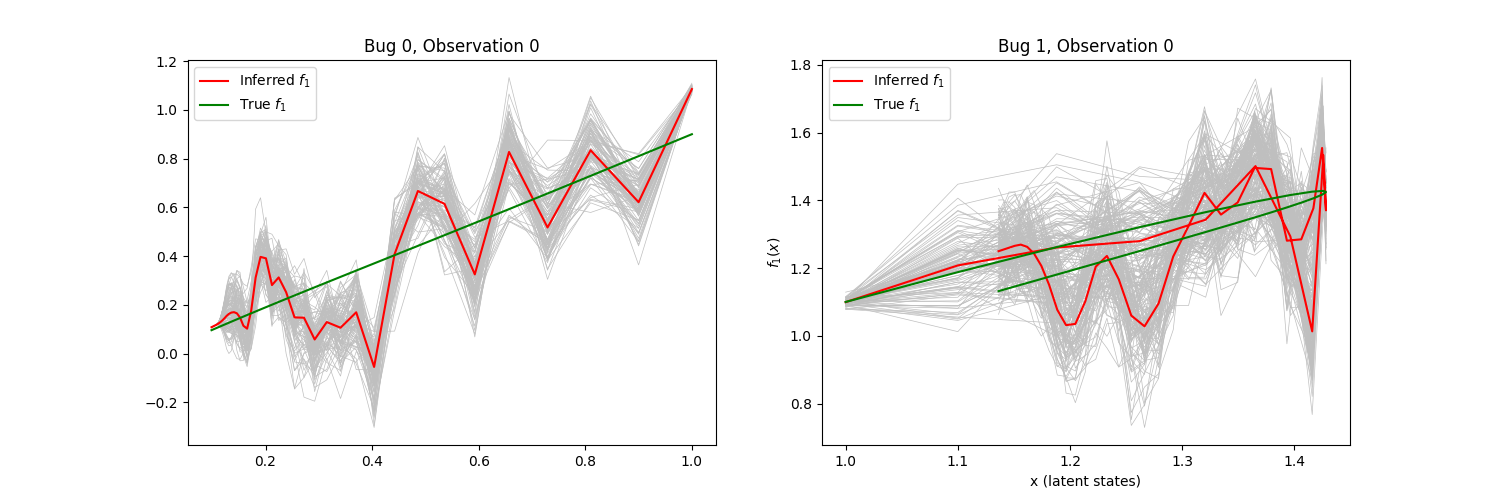 Bug 0, Observation 0
Inferred f₁
True f₁
1.2
1.0
0.8
0.6
0.4
0.2
0.0
−0.2
0.2 0.4 0.6 0.8 1.0
Bug 1, Observation 0
Inferred f₁
True f₁
f₁(x)
1.8
1.6
1.4
1.2
1.0
0.8
1.0 1.1 1.2 1.3 1.4
x (latent states)